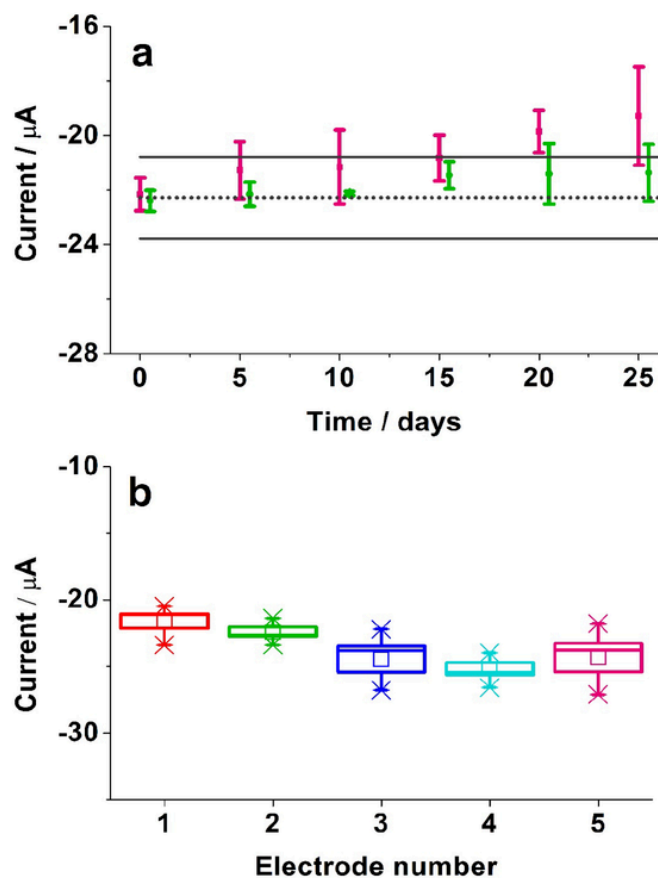 a
-16
-20
-24
-28
Current / μA
0 5 10 15 20 25
Time / days
b
-10
-20
-30
Current / μA
1 2 3 4 5
Electrode number